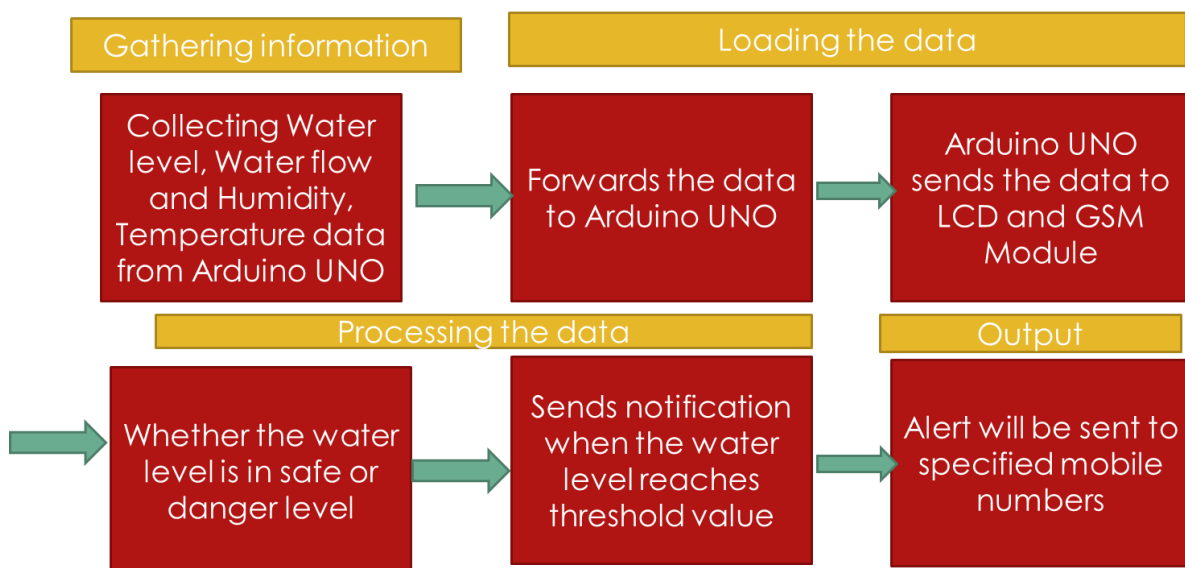 Gathering information
Loading the data
Collecting Water
level, Water flow
and Humidity,
Temperature data
from Arduino UNO
Forwards the data
to Arduino UNO
Arduino UNO
sends the data to
LCD and GSM
Module
Processing the data
Output
Whether the water
level is in safe or
danger level
Sends notification
when the water
level reaches
threshold value
Alert will be sent to
specified mobile
numbers